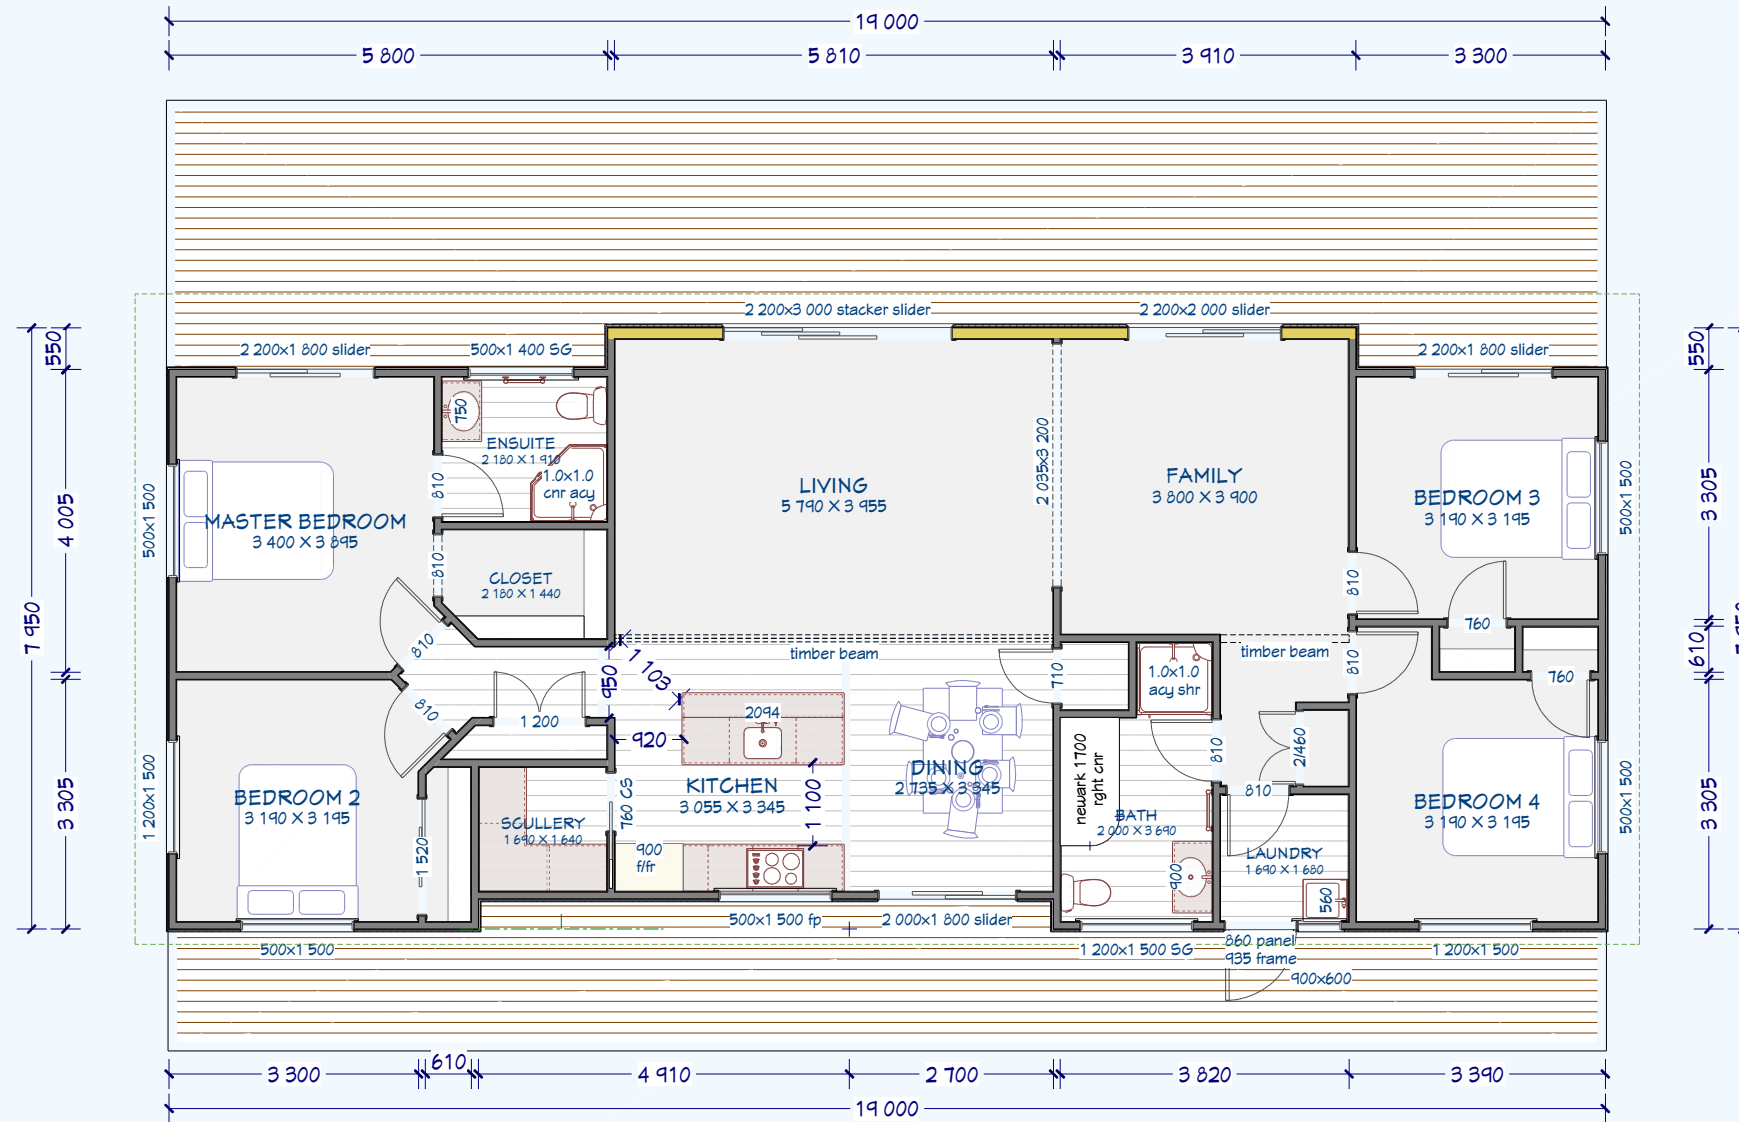 19 000
5 800
5 810
3 910
3 300
2 200x3 000 stacker slider
2 200x2 000 slider
550
2 200x1 800 slider
500x1 400 SG
2 200x1 800 slider
550
750
ENSUITE
2 180 X 1 910
1.0x1.0
cnr acy
810
LIVING
5 790 X 3 955
2 035x3 200
FAMILY
3 800 X 3 900
BEDROOM 3
3 190 X 3 195
500x1 500
3 305
4 005
500x1 500
MASTER BEDROOM
3 400 X 3 895
810
CLOSET
2 180 X 1 440
810
760
7 950
810
1 103
timber beam
timber beam
610
950
710
1.0x1.0
acy shr
810
760
810
1 200
2094
920
810
2/460
3 305
1 200x1 500
BEDROOM 2
3 190 X 3 195
1 520
SCULLERY
1 690 X 1 640
760 CS
KITCHEN
3 055 X 3 345
1 100
DINING
2 735 X 3 345
newark 1700
rght cnr
BATH
2 000 X 3 690
810
BEDROOM 4
3 190 X 3 195
500x1 500
3 305
900
f/fr
900
LAUNDRY
1 690 X 1 680
560
500x1 500 fp
2 000x1 800 slider
500x1 500
1 200x1 500 SG
860 panel
935 frame
900x600
1 200x1 500
610
3 300
4 910
2 700
3 820
3 390
19 000